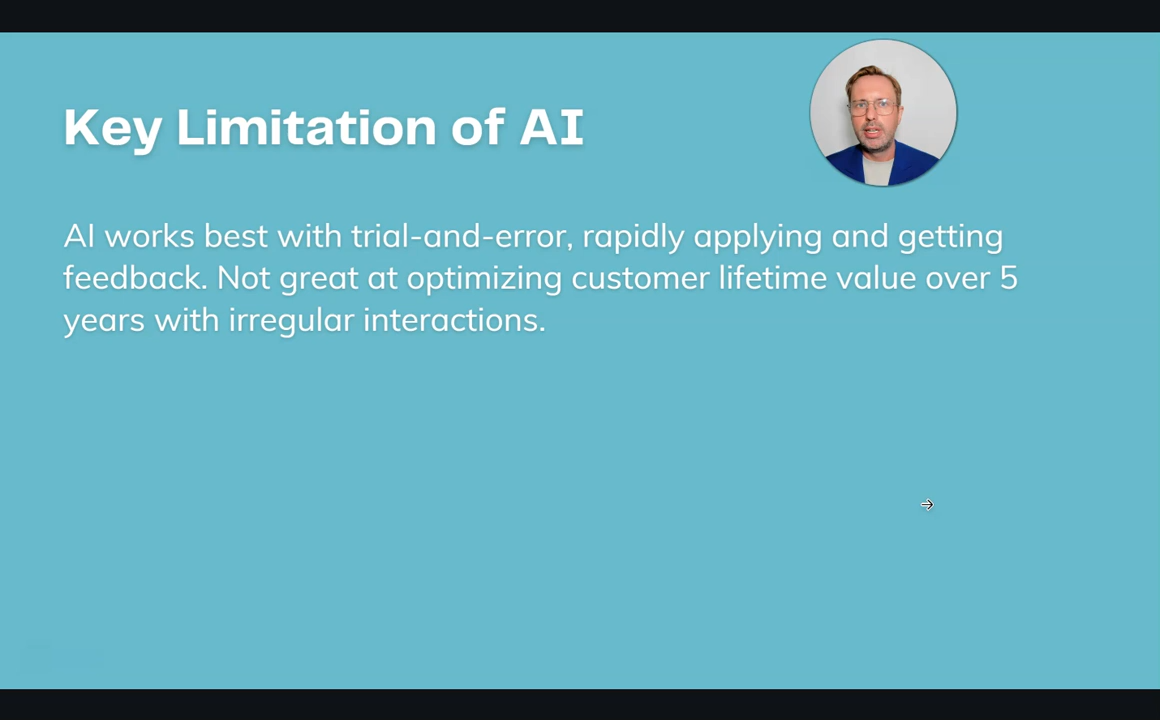 Key Limitation of AI
AI works best with trial-and-error, rapidly applying and getting
feedback. Not great at optimizing customer lifetime value over 5
years with irregular interactions.